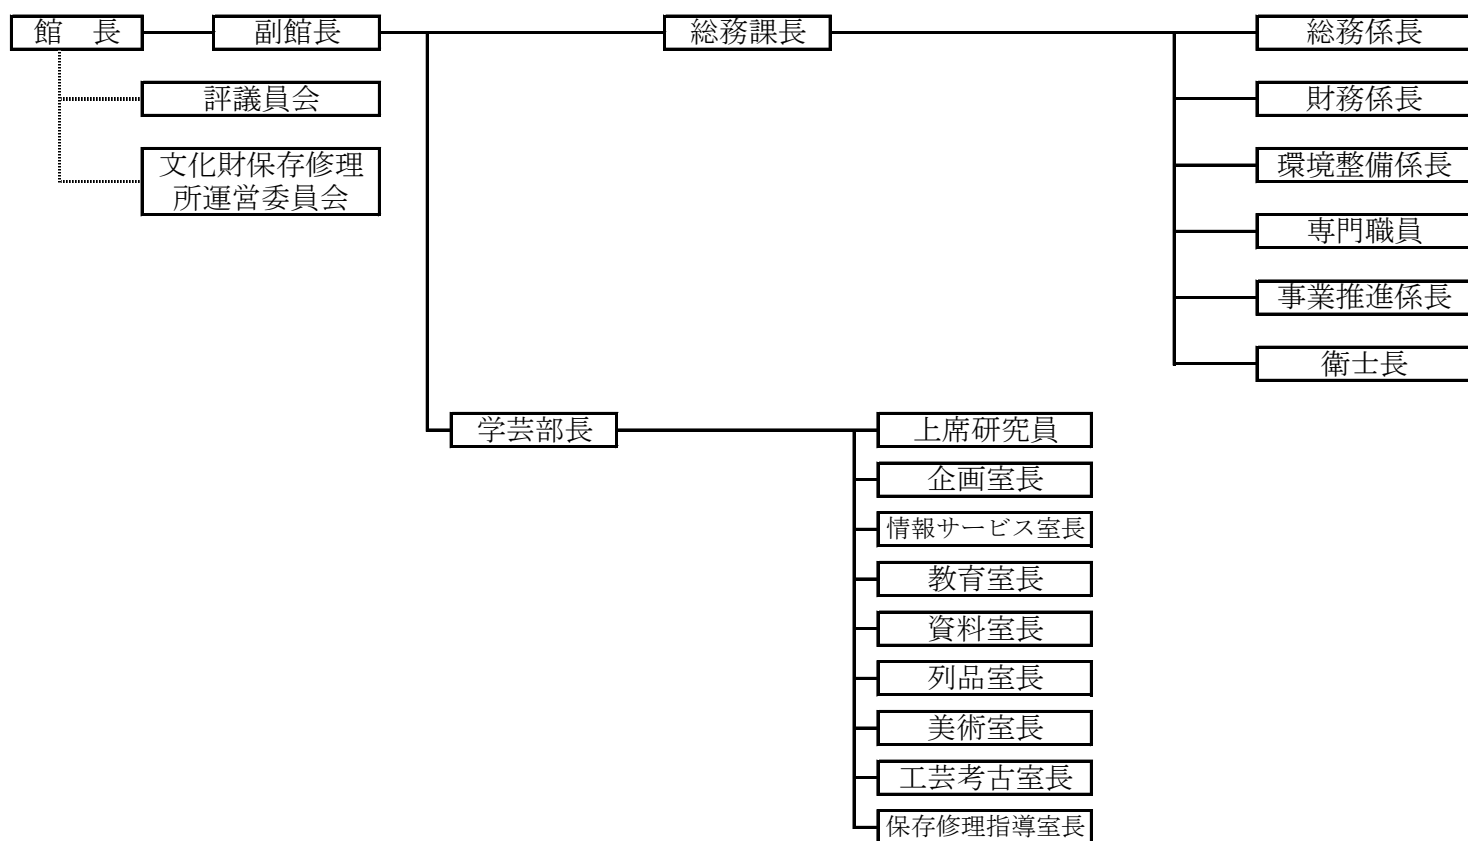 館　長
副館長
総務課長
総務係長
評議員会
財務係長
文化財保存修理
所運営委員会
環境整備係長
専門職員
事業推進係長
衛士長
学芸部長
上席研究員
企画室長
情報サービス室長
教育室長
資料室長
列品室長
美術室長
工芸考古室長
保存修理指導室長